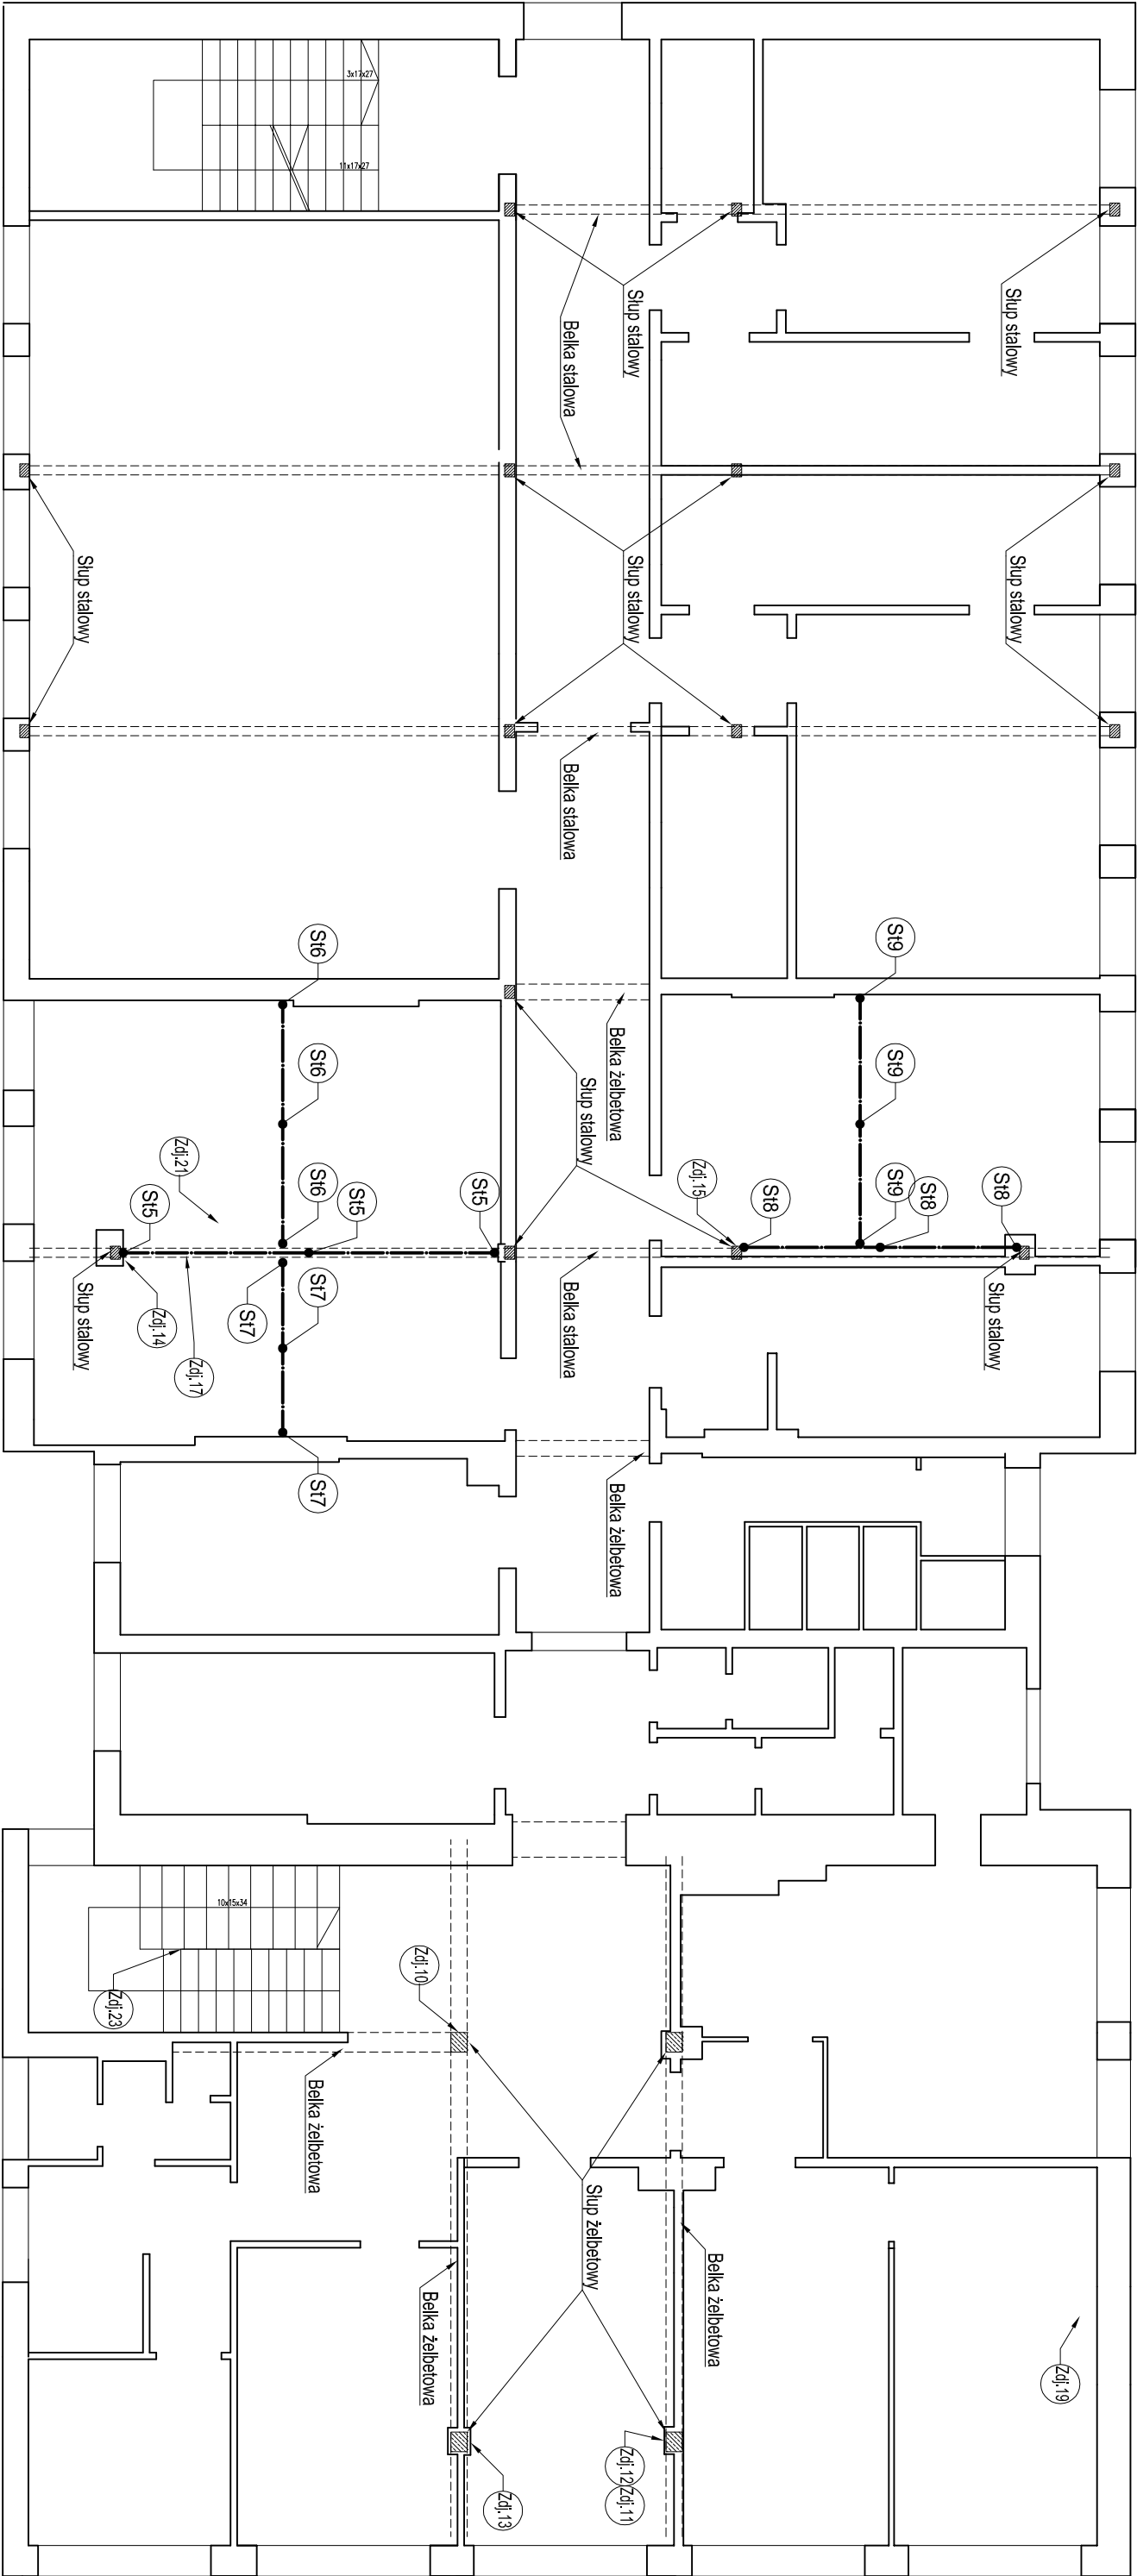 3x17x27
11x17x27
Słup stalowy
Słup stalowy
Belka stalowa
Słup stalowy
Słup stalowy
Słup stalowy
Belka stalowa
St6
St9
Belka żelbetowa
St6
St9
Słup stalowy
Zdj.21
Zdj.15
St5
St6
St5
St5
St8
St9
St8
St8
Słup stalowy
Zdj.14
Zdj.17
St7
St7
Belka stalowa
Słup stalowy
St7
Belka żelbetowa
10x15x34
Zdj.10
Zdj.23
Belka żelbetowa
Słup żelbetowy
Belka żelbetowa
Belka żelbetowa
Zdj.19
Zdj.13
Zdj.12
Zdj.11